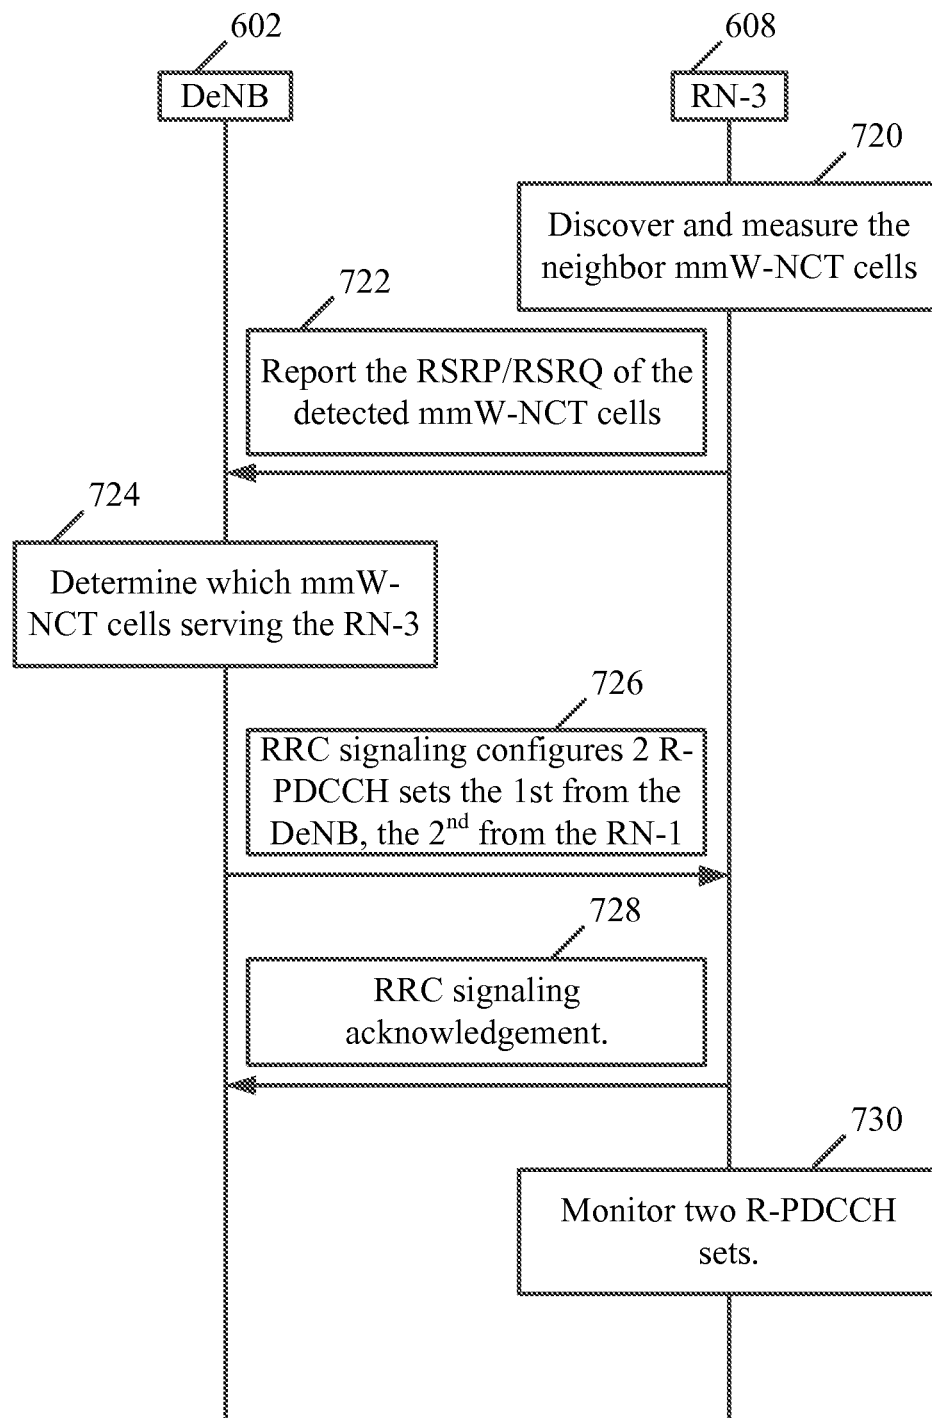 602
608
DeNB
RN-3
720
Discover and measure the
neighbor mmW-NCT cells
722
Report the RSRP/RSRQ of the
detected mmW-NCT cells
724
Determine which mmW-
NCT cells serving the RN-3
726
RRC signaling configures 2 R-
PDCCH sets the 1st from the
DeNB, the 2nd from the RN-1
728
RRC signaling
acknowledgement.
730
Monitor two R-PDCCH
sets.